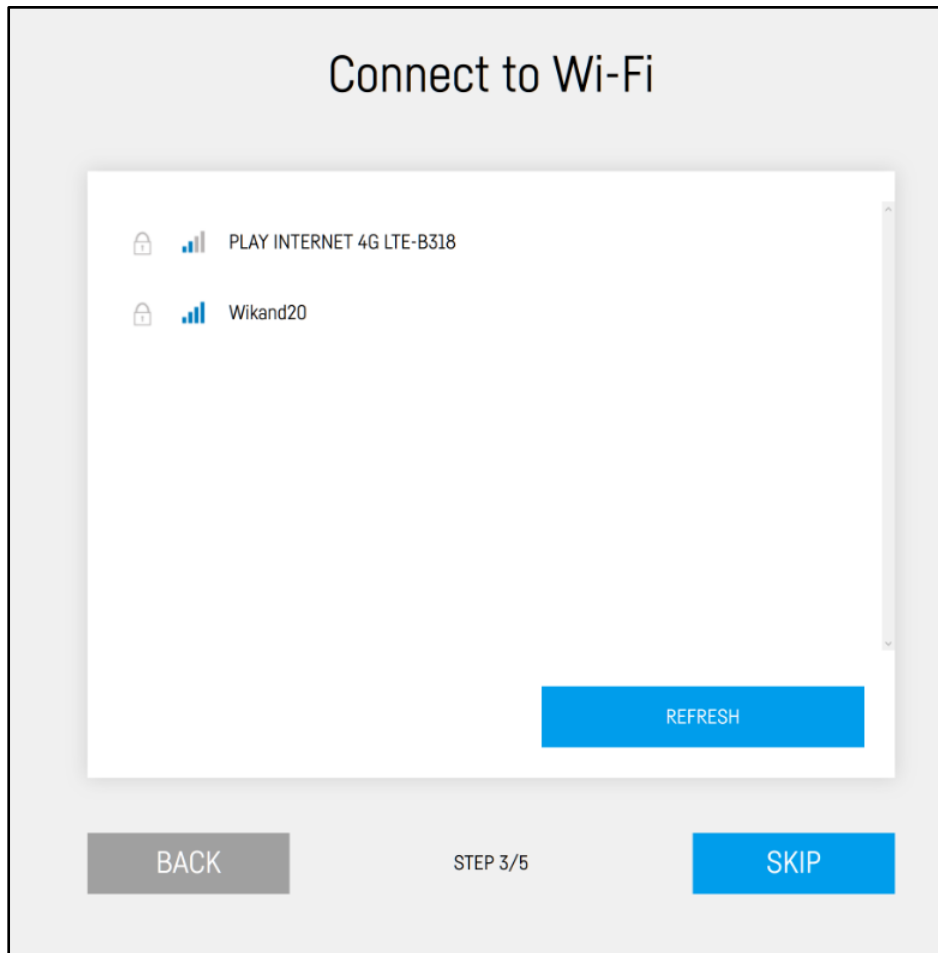 Connect to Wi-Fi
PLAY INTERNET 4G LTE-B318
Wikand20
REFRESH
BACK
STEP 3/5
SKIP